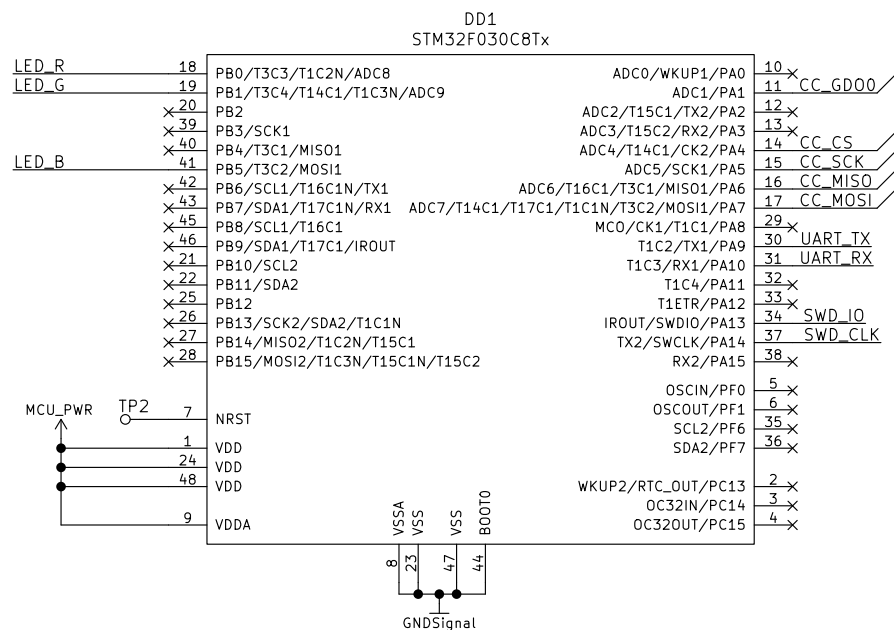 DD1
STM32F030C8Tx
LED_R 18 PB0/T3C3/T1C2N/ADC8
LED_G 19 PB1/T3C4/T14C1/T1C3N/ADC9
20 PB2
39 PB3/SCK1
40 PB4/T3C1/MISO1
LED_B 41 PB5/T3C2/MOSI1
42 PB6/SCL1/T16C1N/TX1
43 PB7/SDA1/T17C1N/RX1
45 PB8/SCL1/T16C1
46 PB9/SDA1/T17C1/IROUT
21 PB10/SCL2
22 PB11/SDA2
25 PB12
26 PB13/SCK2/SDA2/T1C1N
27 PB14/MISO2/T1C2N/T15C1
28 PB15/MOSI2/T1C3N/T15C1N/T15C2
MCU_PWR
TP2 7 NRST
1 VDD
24 VDD
48 VDD
9 VDDA
ADC0/WKUP1/PA0 10
ADC1/PA1 11 CC_GDO0
ADC2/T15C1/TX2/PA2 12
ADC3/T15C2/RX2/PA3 13
ADC4/T14C1/CK2/PA4 14 CC_CS
ADC5/SCK1/PA5 15 CC_SCK
ADC6/T16C1/T3C1/MISO1/PA6 16 CC_MISO
ADC7/T14C1/T17C1/T1C1N/T3C2/MOSI1/PA7 17 CC_MOSI
MCO/CK1/T1C1/PA8 29
T1C2/TX1/PA9 30 UART_TX
T1C3/RX1/PA10 31 UART_RX
T1C4/PA11 32
T1ETR/PA12 33
IROUT/SWDIO/PA13 34 SWD_IO
TX2/SWCLK/PA14 37 SWD_CLK
RX2/PA15 38
OSCIN/PF0 5
OSCOUT/PF1 6
SCL2/PF6 35
SDA2/PF7 36
WKUP2/RTC_OUT/PC13 2
OC32IN/PC14 3
OC32OUT/PC15 4
VSSA 8
VSS 23
VSS 47
BOOT0 44
GNDSignal